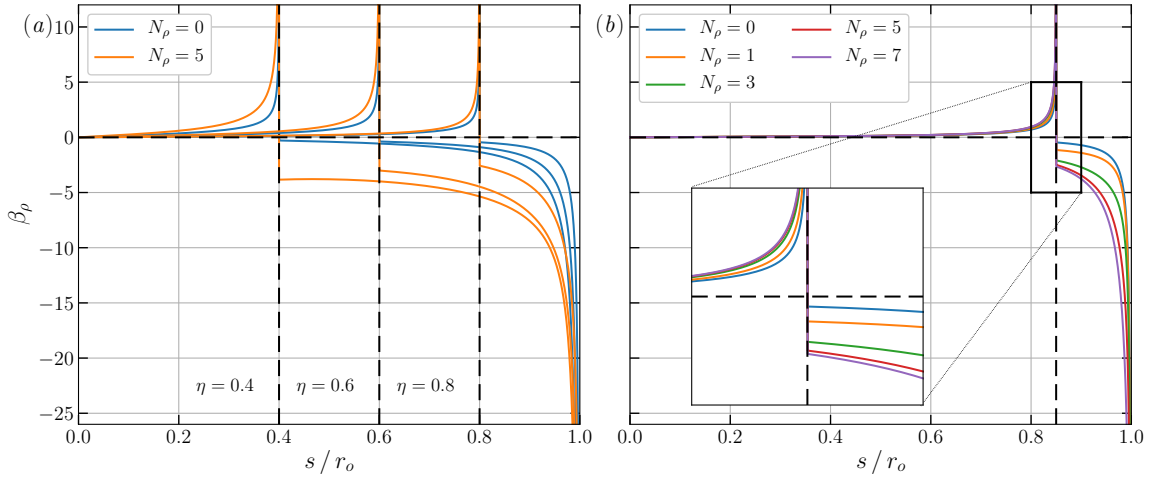 (a)
N_ρ = 0
N_ρ = 5
10
5
0
−5
−10
−15
−20
−25
β_ρ
η = 0.4
η = 0.6
η = 0.8
0.0 0.2 0.4 0.6 0.8 1.0
s / r_o
(b)
N_ρ = 0
N_ρ = 1
N_ρ = 3
N_ρ = 5
N_ρ = 7
0.0 0.2 0.4 0.6 0.8 1.0
s / r_o